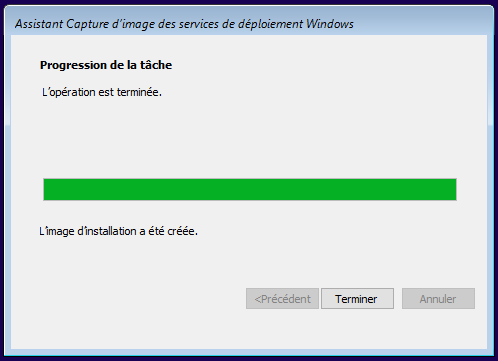 Assistant Capture d'image des services de déploiement Windows
Progression de la tâche
L'opération est terminée.
L'image d'installation a été créée.
<Précédent
Terminer
Annuler